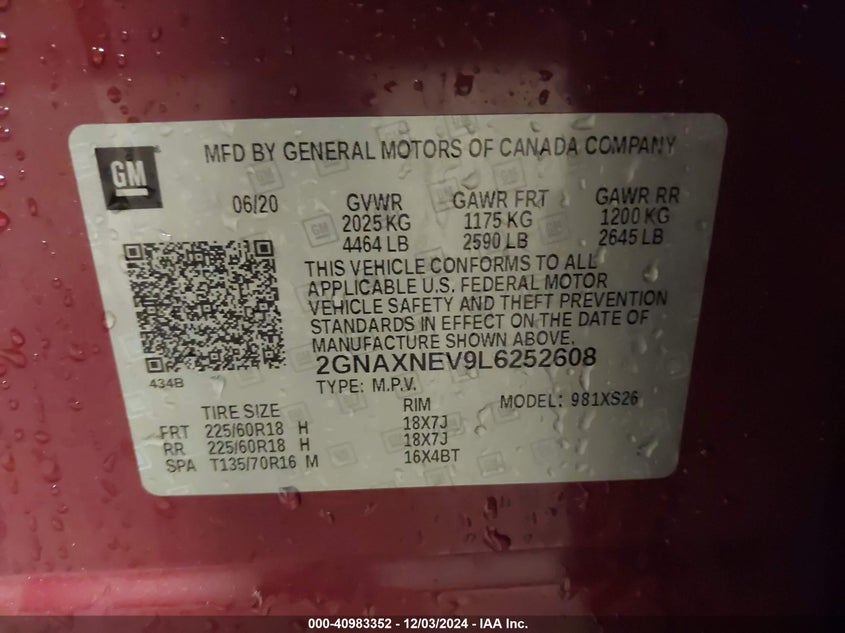 GM
MFD BY GENERAL MOTORS OF CANADA COMPANY
06/20 GVWR GAWR FRT GAWR RR
2025 KG 1175 KG 1200 KG
4464 LB 2590 LB 2645 LB
THIS VEHICLE CONFORMS TO ALL
APPLICABLE U.S. FEDERAL MOTOR
VEHICLE SAFETY AND THEFT PREVENTION
STANDARDS IN EFFECT ON THE DATE OF
MANUFACTURE SHOWN ABOVE.
2GNAXNEV9L6252608
434B
TYPE: M.P.V.
TIRE SIZE RIM MODEL: 981XS26
FRT 225/60R18 H 18X7J
RR 225/60R18 H 18X7J
SPA T135/70R16 M 16X4BT
000-40983352 - 12/03/2024 - IAA Inc.